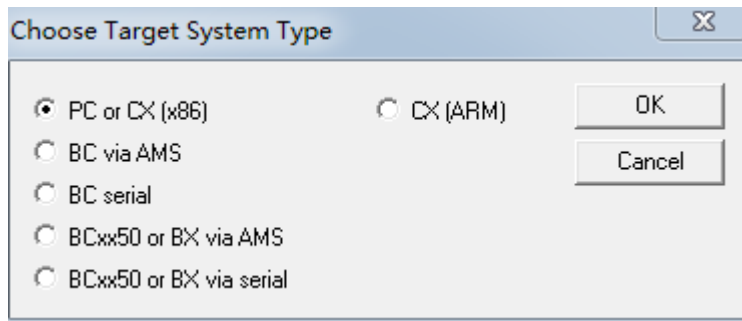 Choose Target System Type
PC or CX (x86)
CX (ARM)
OK
BC via AMS
Cancel
BC serial
BCxx50 or BX via AMS
BCxx50 or BX via serial